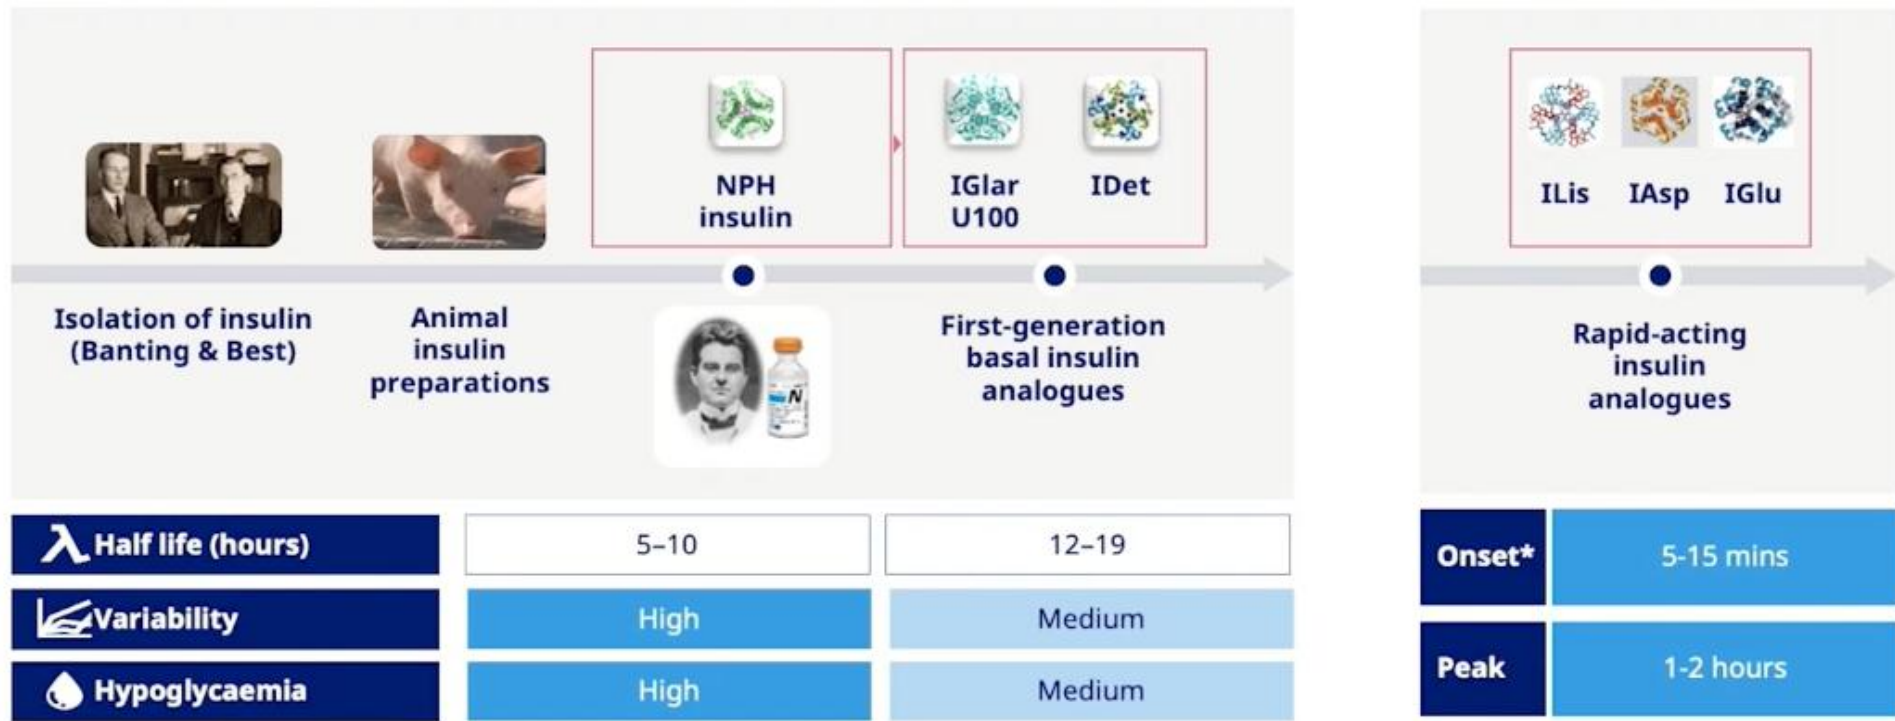 NPH
insulin
IGlar
U100
IDet
Isolation of insulin
(Banting & Best)
Animal
insulin
preparations
N
First-generation
basal insulin
analogues
λ Half life (hours)
5–10
12–19
Variability
High
Medium
Hypoglycaemia
High
Medium
ILis
IAsp
IGlu
Rapid-acting
insulin
analogues
Onset*
5-15 mins
Peak
1-2 hours